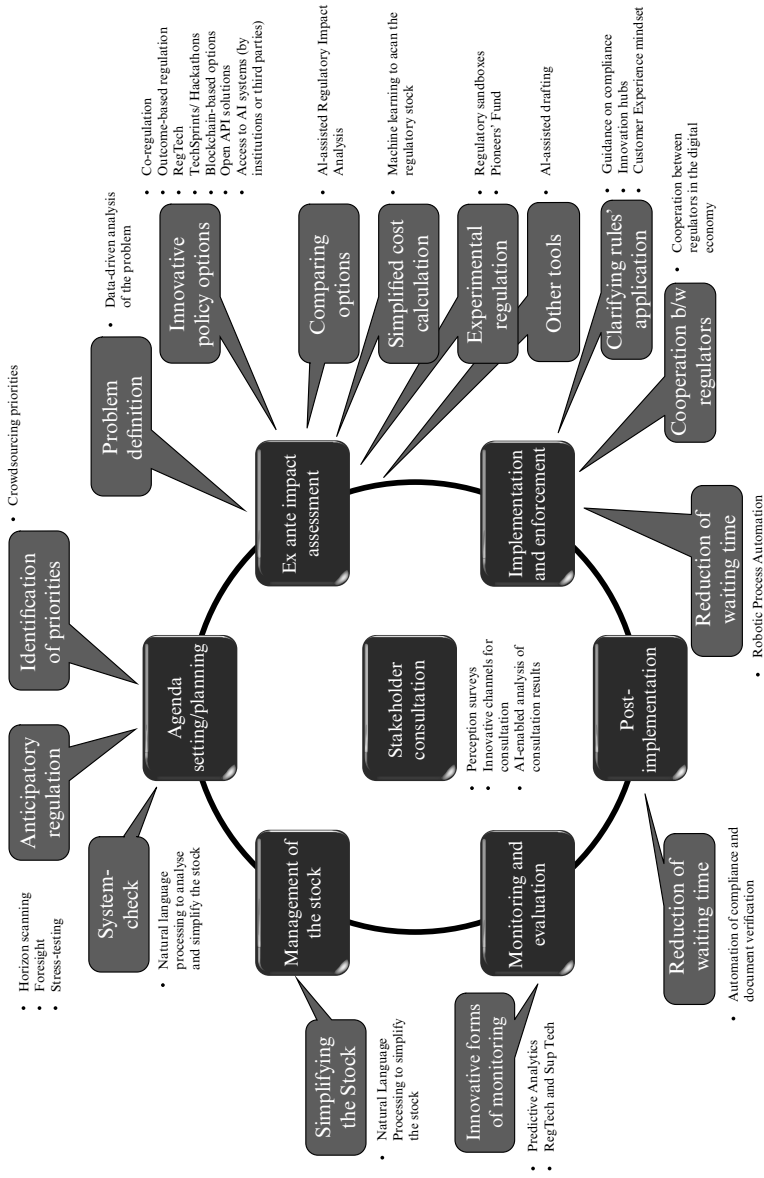 • Horizon scanning
• Foresight
• Stress-testing
Anticipatory
regulation
Identification
of priorities
• Crowdsourcing priorities
System-
check
• Natural language
processing to analyse
and simplify the stock
Agenda
setting/planning
Problem
definition
• Data-driven analysis
of the problem
Innovative
policy options
• Co-regulation
• Outcome-based regulation
• RegTech
• TechSprints/ Hackathons
• Blockchain-based options
• Open API solutions
• Access to AI systems (by
institutions or third parties)
Ex ante impact
assessment
Comparing
options
• AI-assisted Regulatory Impact
Analysis
Simplified cost
calculation
• Machine learning to acan the
regulatory stock
Experimental
regulation
• Regulatory sandboxes
• Pioneers' Fund
Other tools
• AI-assisted drafting
Simplifying
the Stock
• Natural Language
Processing to simplify
the stock
Management of
the stock
Stakeholder
consultation
• Perception surveys
• Innovative channels for
consultation
• AI-enabled analysis of
consultation results
Implementation
and enforcement
Clarifying rules'
application
• Guidance on compliance
• Innovation hubs
• Customer Experience mindset
Cooperation b/w
regulators
• Cooperation between
regulators in the digital
economy
Innovative forms
of monitoring
• Predictive Analytics
• RegTech and Sup Tech
Monitoring and
evaluation
Post-
implementation
Reduction of
waiting time
• Robotic Process Automation
Reduction of
waiting time
• Automation of compliance and
document verification